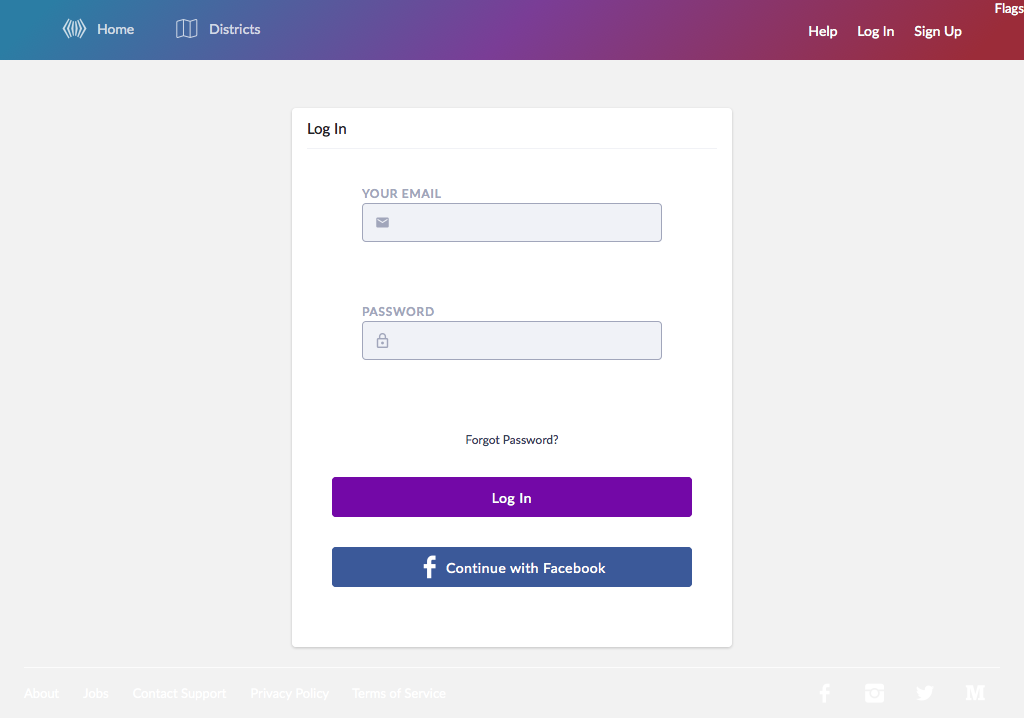 Flags
Home Districts Help Log In Sign Up
Log In
YOUR EMAIL
PASSWORD
Forgot Password?
Log In
Continue with Facebook
About Jobs Contact Support Privacy Policy Terms of Service